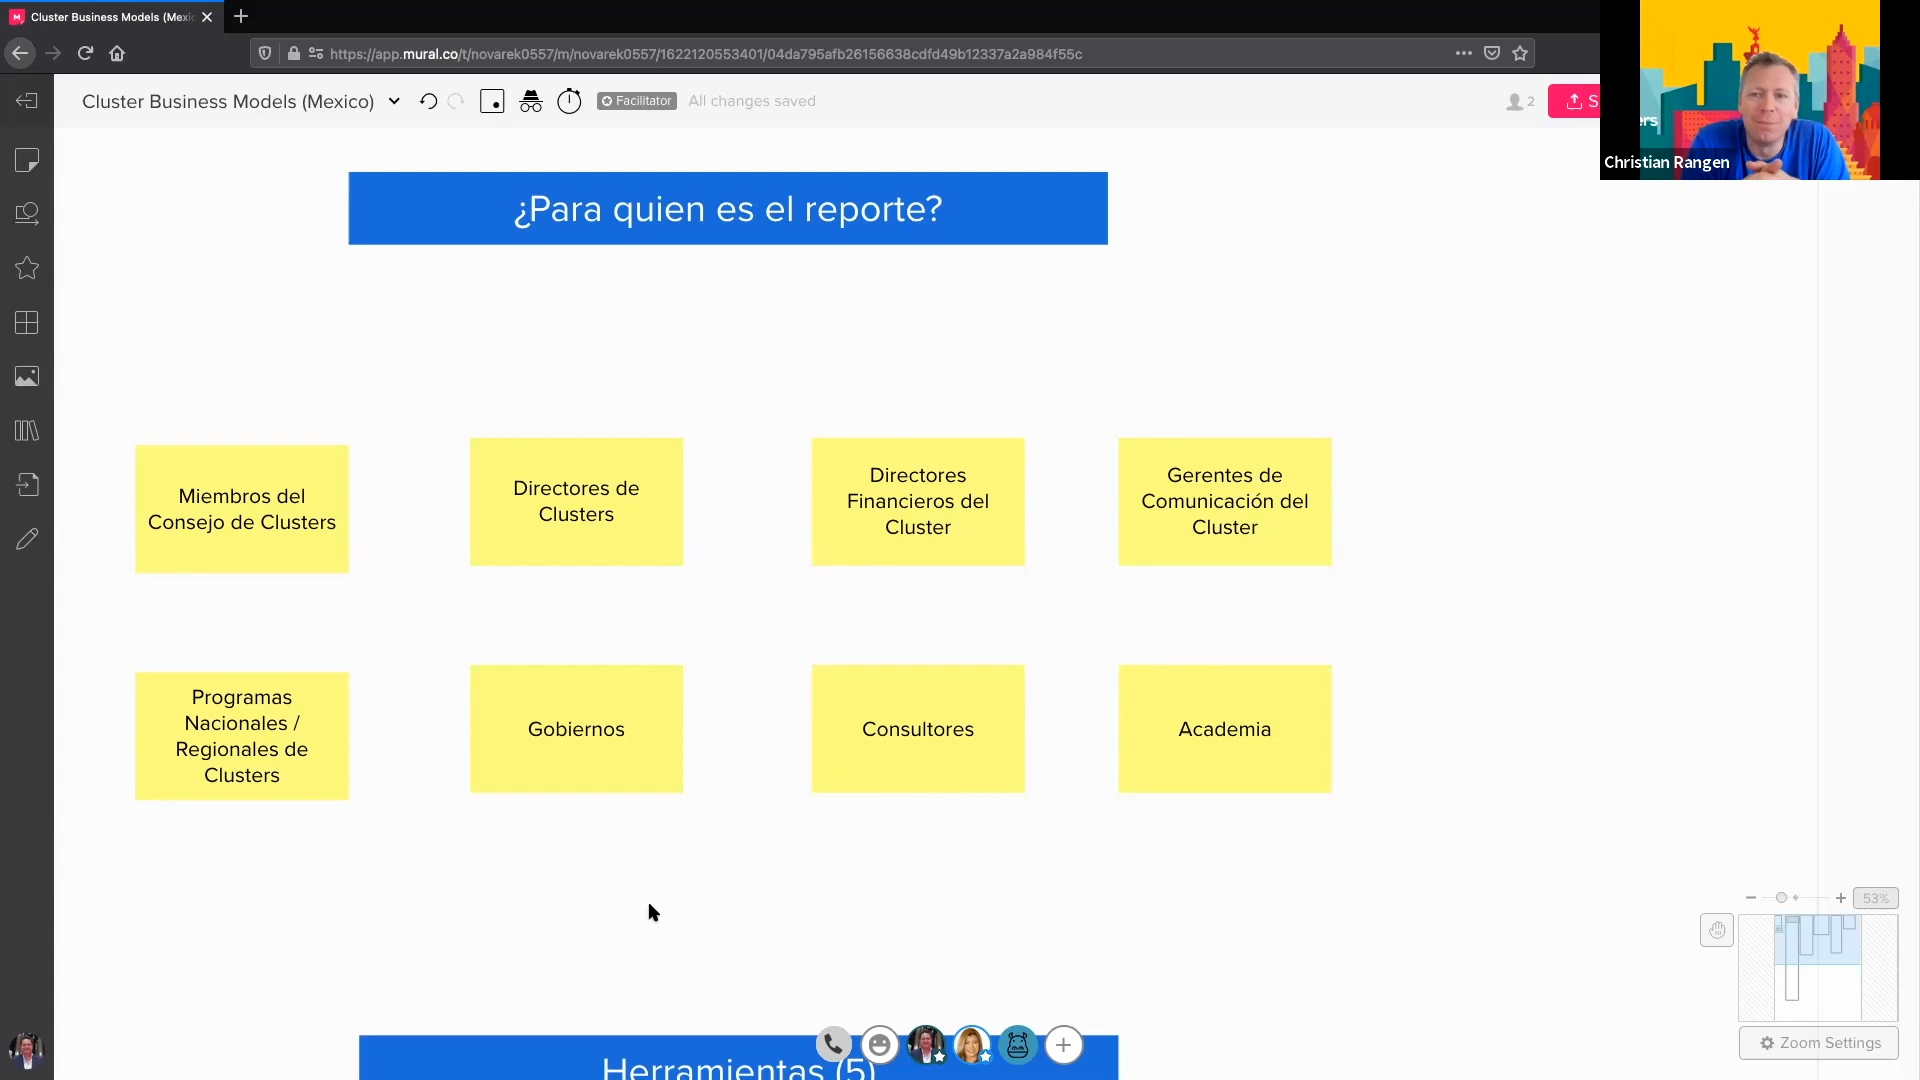 Cluster Business Models (Mexic
https://app.mural.co/t/novarek0557/m/novarek0557/1622120553401/04da795afb26156638cdfd49b12337a2a984f55c
Cluster Business Models (Mexico)
Facilitator
All changes saved
2
S
ers
Christian Rangen
¿Para quien es el reporte?
Miembros del
Consejo de Clusters
Directores de
Clusters
Directores
Financieros del
Cluster
Gerentes de
Comunicación del
Cluster
Programas
Nacionales /
Regionales de
Clusters
Gobiernos
Consultores
Academia
53%
Zoom Settings
Herramientas (5)